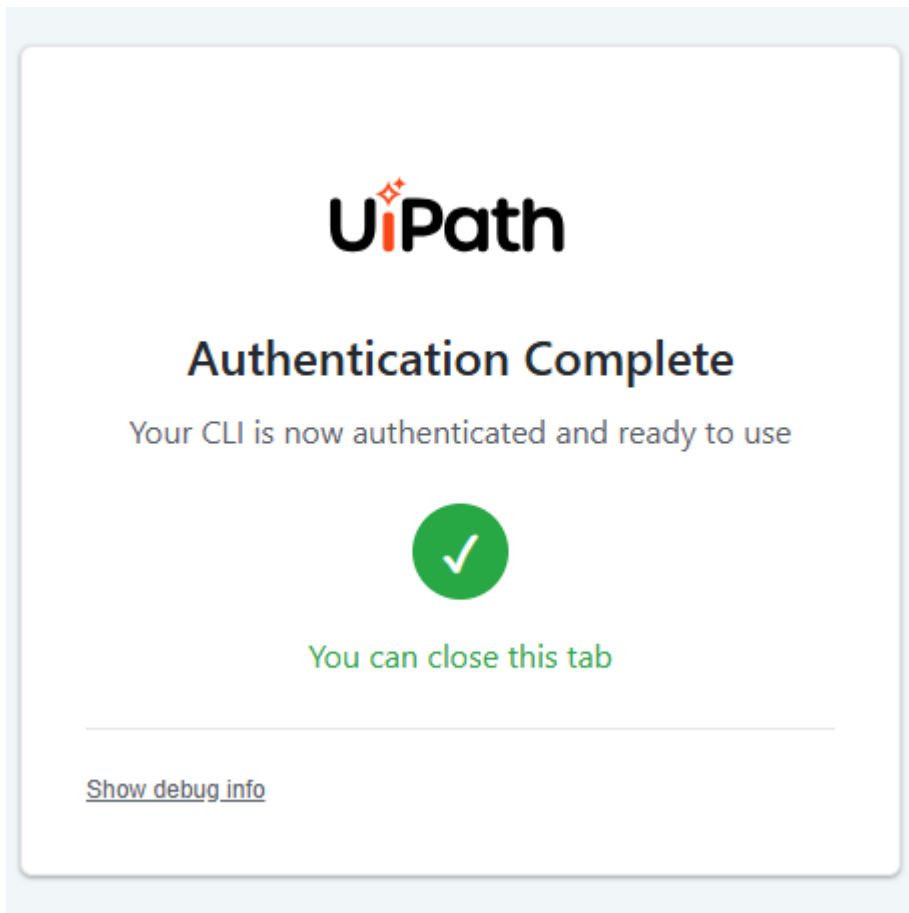 UiPath
Authentication Complete
Your CLI is now authenticated and ready to use
You can close this tab
Show debug info